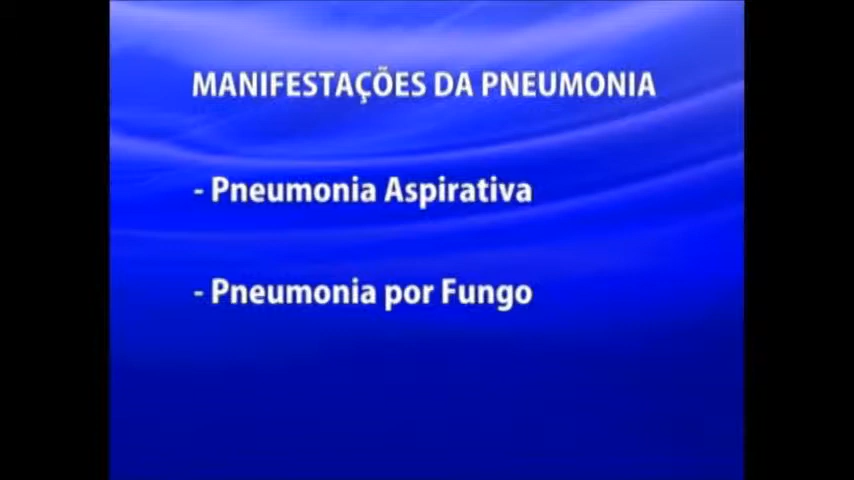 MANIFESTAÇÕES DA PNEUMONIA
- Pneumonia Aspirativa
- Pneumonia por Fungo